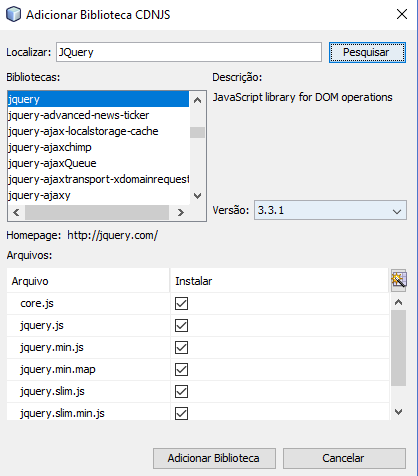 Adicionar Biblioteca CDNJS
Localizar: JQuery Pesquisar
Bibliotecas: Descrição:
jquery JavaScript library for DOM operations
jquery-advanced-news-ticker
jquery-ajax-localstorage-cache
jquery-ajaxchimp
jquery-ajaxQueue
jquery-ajaxtransport-xdomainrequest
jquery-ajaxy
Versão: 3.3.1
Homepage: http://jquery.com/
Arquivos:
Arquivo Instalar
core.js
jquery.js
jquery.min.js
jquery.min.map
jquery.slim.js
jquery.slim.min.js
Adicionar Biblioteca Cancelar